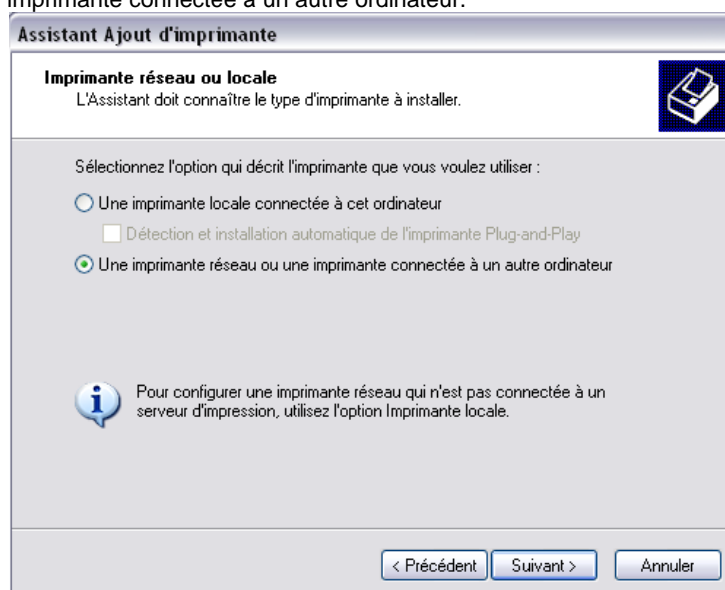 imprimante connectée à un autre ordinateur.
Assistant Ajout d'imprimante
Imprimante réseau ou locale
L'Assistant doit connaître le type d'imprimante à installer.
Sélectionnez l'option qui décrit l'imprimante que vous voulez utiliser :
Une imprimante locale connectée à cet ordinateur
Détection et installation automatique de l'imprimante Plug-and-Play
Une imprimante réseau ou une imprimante connectée à un autre ordinateur
Pour configurer une imprimante réseau qui n'est pas connectée à un
serveur d'impression, utilisez l'option Imprimante locale.
< Précédent Suivant > Annuler